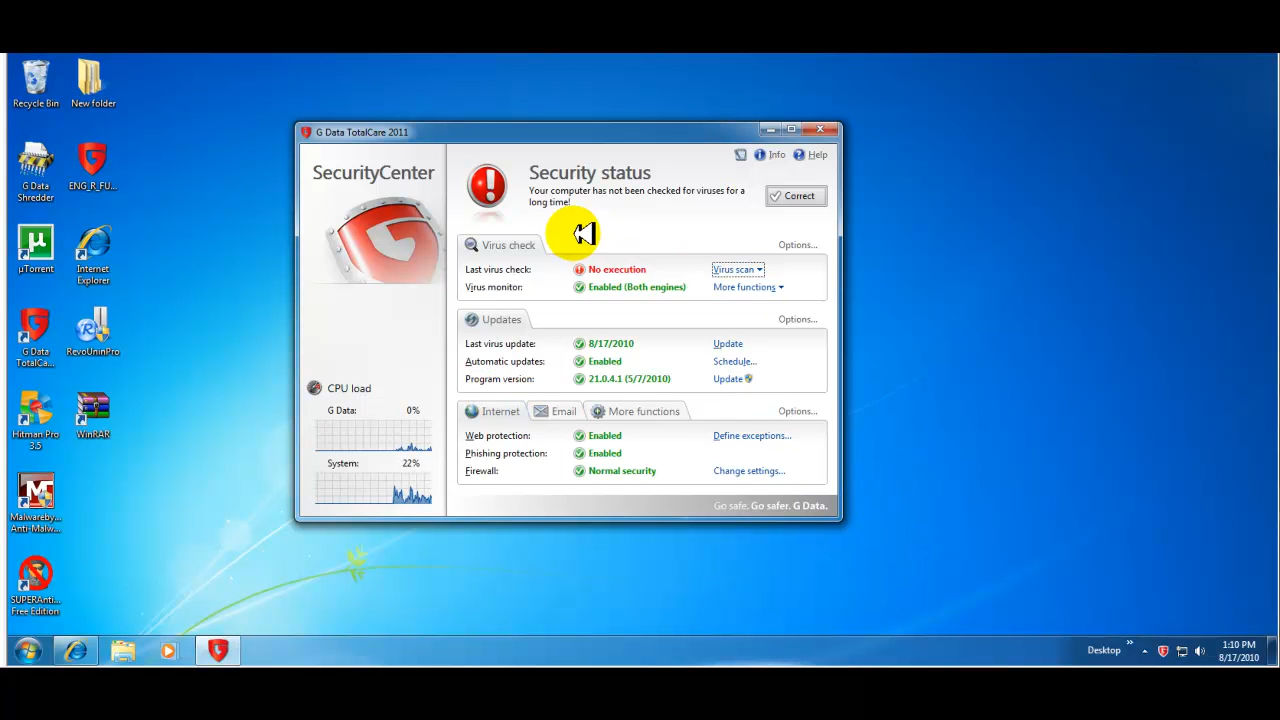 Recycle Bin
New folder
G Data
Shredder
ENG_R_FU...
µTorrent
Internet
Explorer
G Data
TotalCa...
RevoUninPro
Hitman Pro
3.5
WinRAR
Malwareby...
Anti-Malw...
SUPERAnti...
Free Edition
G Data TotalCare 2011
SecurityCenter
Info
Help
Security status
Your computer has not been checked for viruses for a
long time!
Correct
Virus check
Options...
Last virus check:
No execution
Virus scan
Virus monitor:
Enabled (Both engines)
More functions
Updates
Options...
Last virus update:
8/17/2010
Update
Automatic updates:
Enabled
Schedule...
Program version:
21.0.4.1 (5/7/2010)
Update
CPU load
G Data:
0%
System:
22%
Internet
Email
More functions
Options...
Web protection:
Enabled
Define exceptions...
Phishing protection:
Enabled
Firewall:
Normal security
Change settings...
Go safe. Go safer. G Data.
Desktop
1:10 PM
8/17/2010